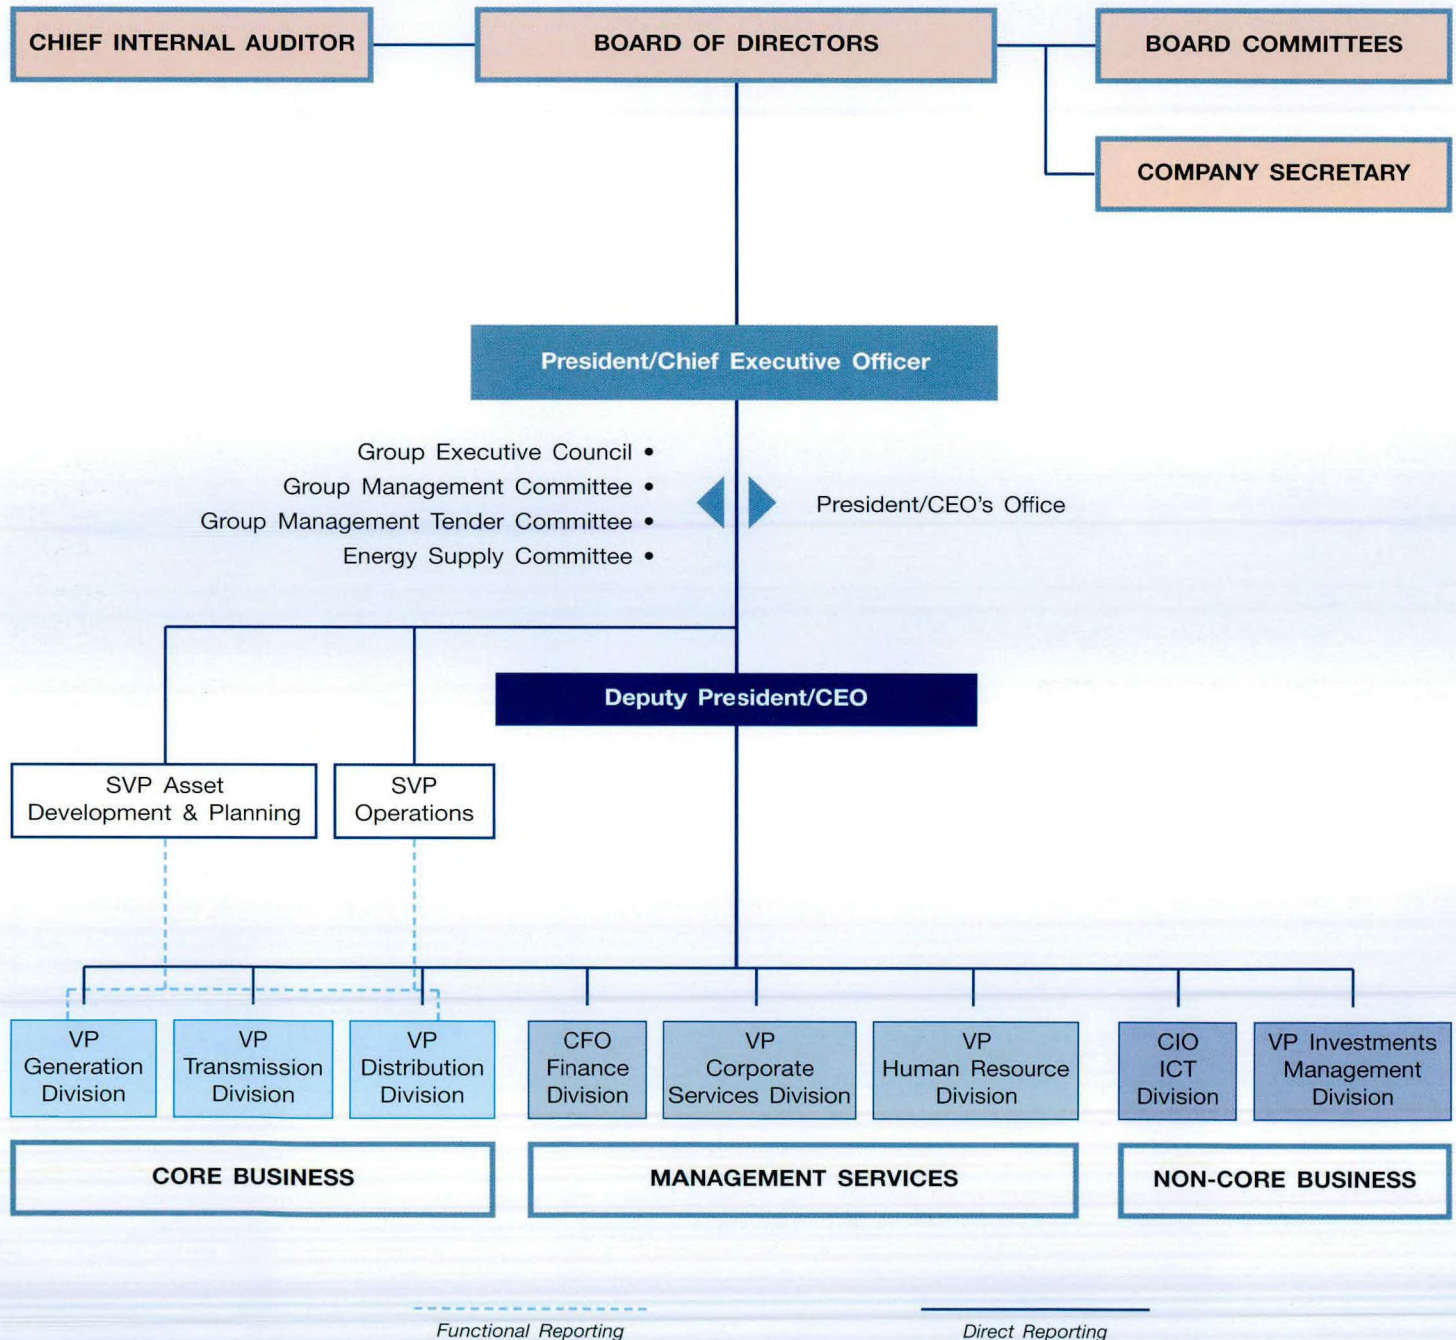 CHIEF INTERNAL AUDITOR
BOARD OF DIRECTORS
BOARD COMMITTEES
COMPANY SECRETARY
President/Chief Executive Officer
Group Executive Council •
Group Management Committee •
Group Management Tender Committee •
Energy Supply Committee •
President/CEO's Office
Deputy President/CEO
SVP Asset
Development & Planning
SVP
Operations
VP
Generation
Division
VP
Transmission
Division
VP
Distribution
Division
CFO
Finance
Division
VP
Corporate
Services Division
VP
Human Resource
Division
CIO
ICT
Division
VP Investments
Management
Division
CORE BUSINESS
MANAGEMENT SERVICES
NON-CORE BUSINESS
Functional Reporting
Direct Reporting